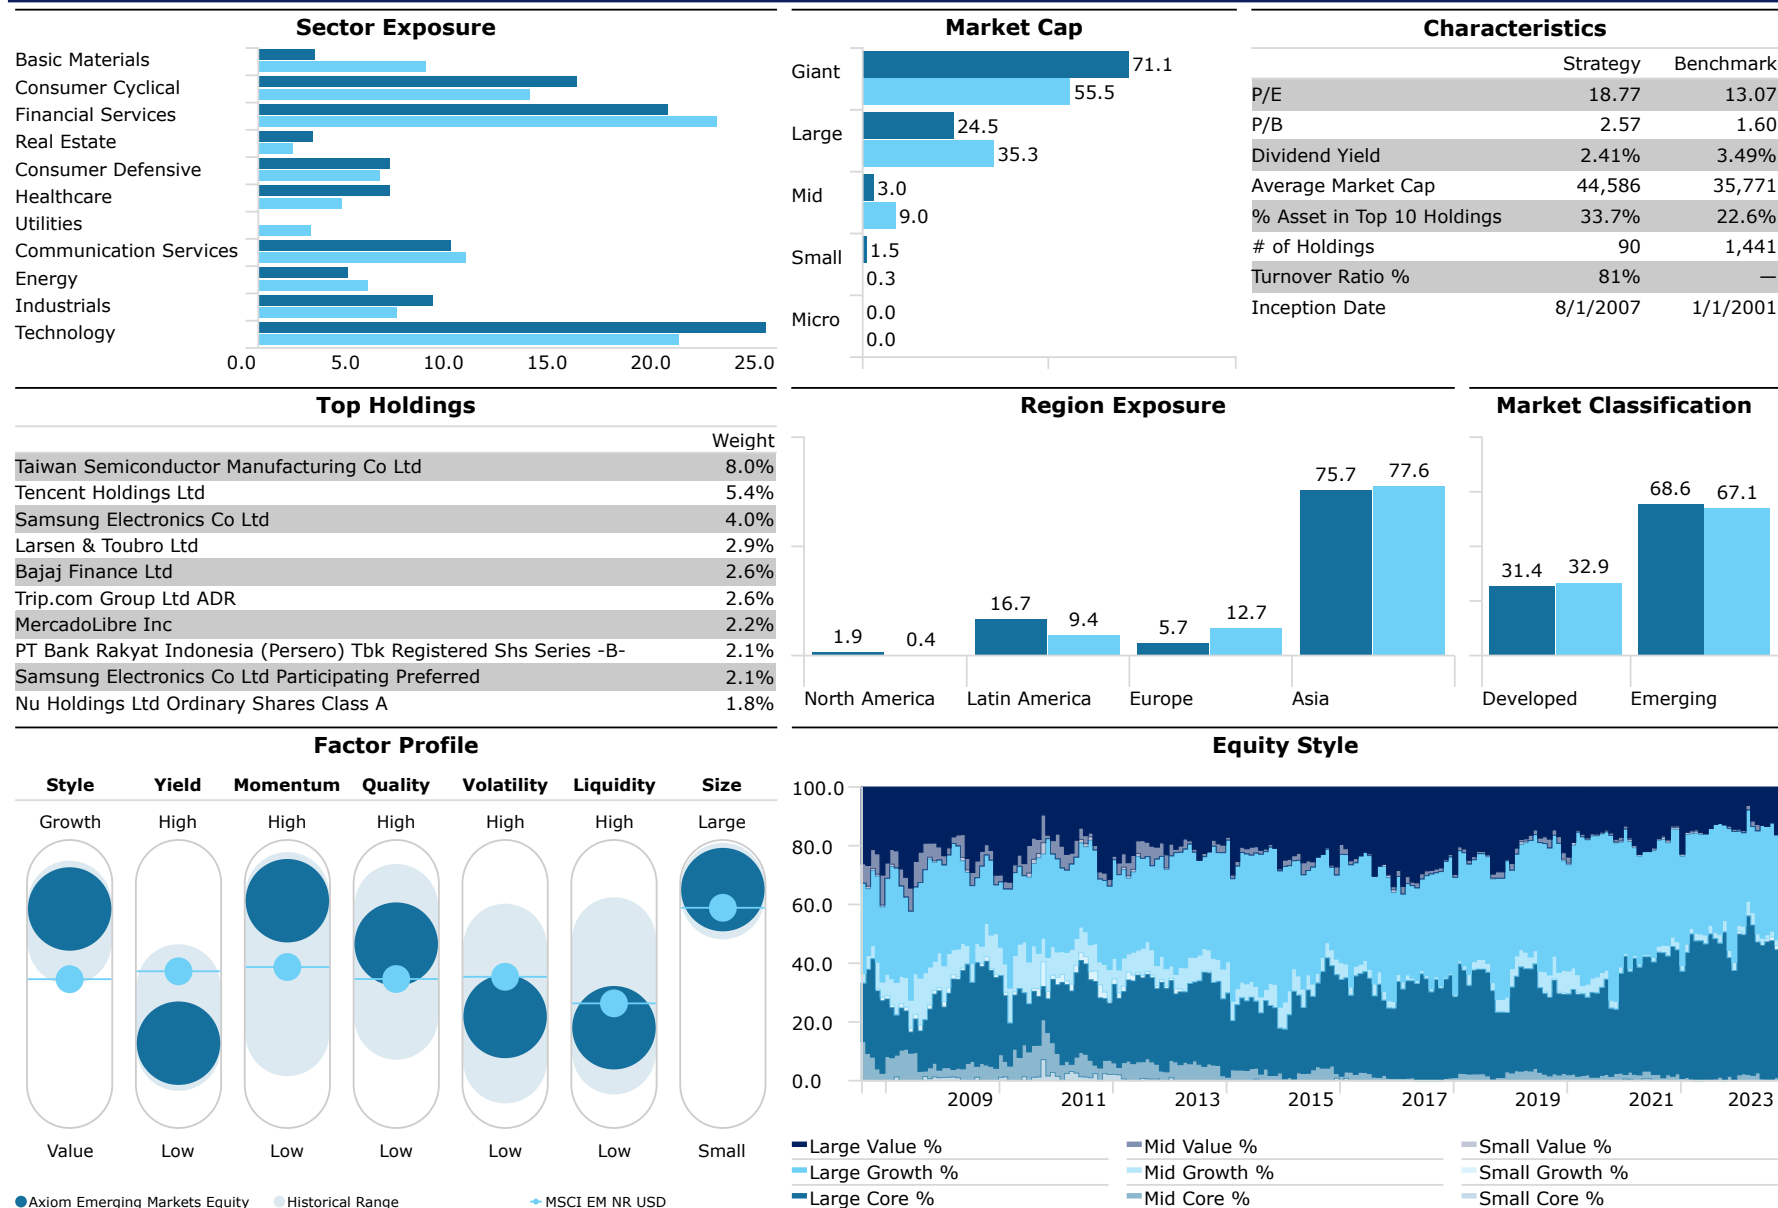 Sector Exposure
Basic Materials
Consumer Cyclical
Financial Services
Real Estate
Consumer Defensive
Healthcare
Utilities
Communication Services
Energy
Industrials
Technology
0.0 5.0 10.0 15.0 20.0 25.0
Market Cap
Giant 71.1
55.5
Large 24.5
35.3
Mid 3.0
9.0
Small 1.5
0.3
Micro 0.0
0.0
Characteristics
Strategy Benchmark
P/E 18.77 13.07
P/B 2.57 1.60
Dividend Yield 2.41% 3.49%
Average Market Cap 44,586 35,771
% Asset in Top 10 Holdings 33.7% 22.6%
# of Holdings 90 1,441
Turnover Ratio % 81% —
Inception Date 8/1/2007 1/1/2001
Top Holdings
Weight
Taiwan Semiconductor Manufacturing Co Ltd 8.0%
Tencent Holdings Ltd 5.4%
Samsung Electronics Co Ltd 4.0%
Larsen & Toubro Ltd 2.9%
Bajaj Finance Ltd 2.6%
Trip.com Group Ltd ADR 2.6%
MercadoLibre Inc 2.2%
PT Bank Rakyat Indonesia (Persero) Tbk Registered Shs Series -B- 2.1%
Samsung Electronics Co Ltd Participating Preferred 2.1%
Nu Holdings Ltd Ordinary Shares Class A 1.8%
Region Exposure
1.9 0.4 16.7 9.4 5.7 12.7 75.7 77.6
North America Latin America Europe Asia
Market Classification
31.4 32.9 68.6 67.1
Developed Emerging
Factor Profile
Style Yield Momentum Quality Volatility Liquidity Size
Growth High High High High High Large
Value Low Low Low Low Low Small
Axiom Emerging Markets Equity Historical Range MSCI EM NR USD
Equity Style
100.0
80.0
60.0
40.0
20.0
0.0
2009 2011 2013 2015 2017 2019 2021 2023
Large Value % Mid Value % Small Value %
Large Growth % Mid Growth % Small Growth %
Large Core % Mid Core % Small Core %